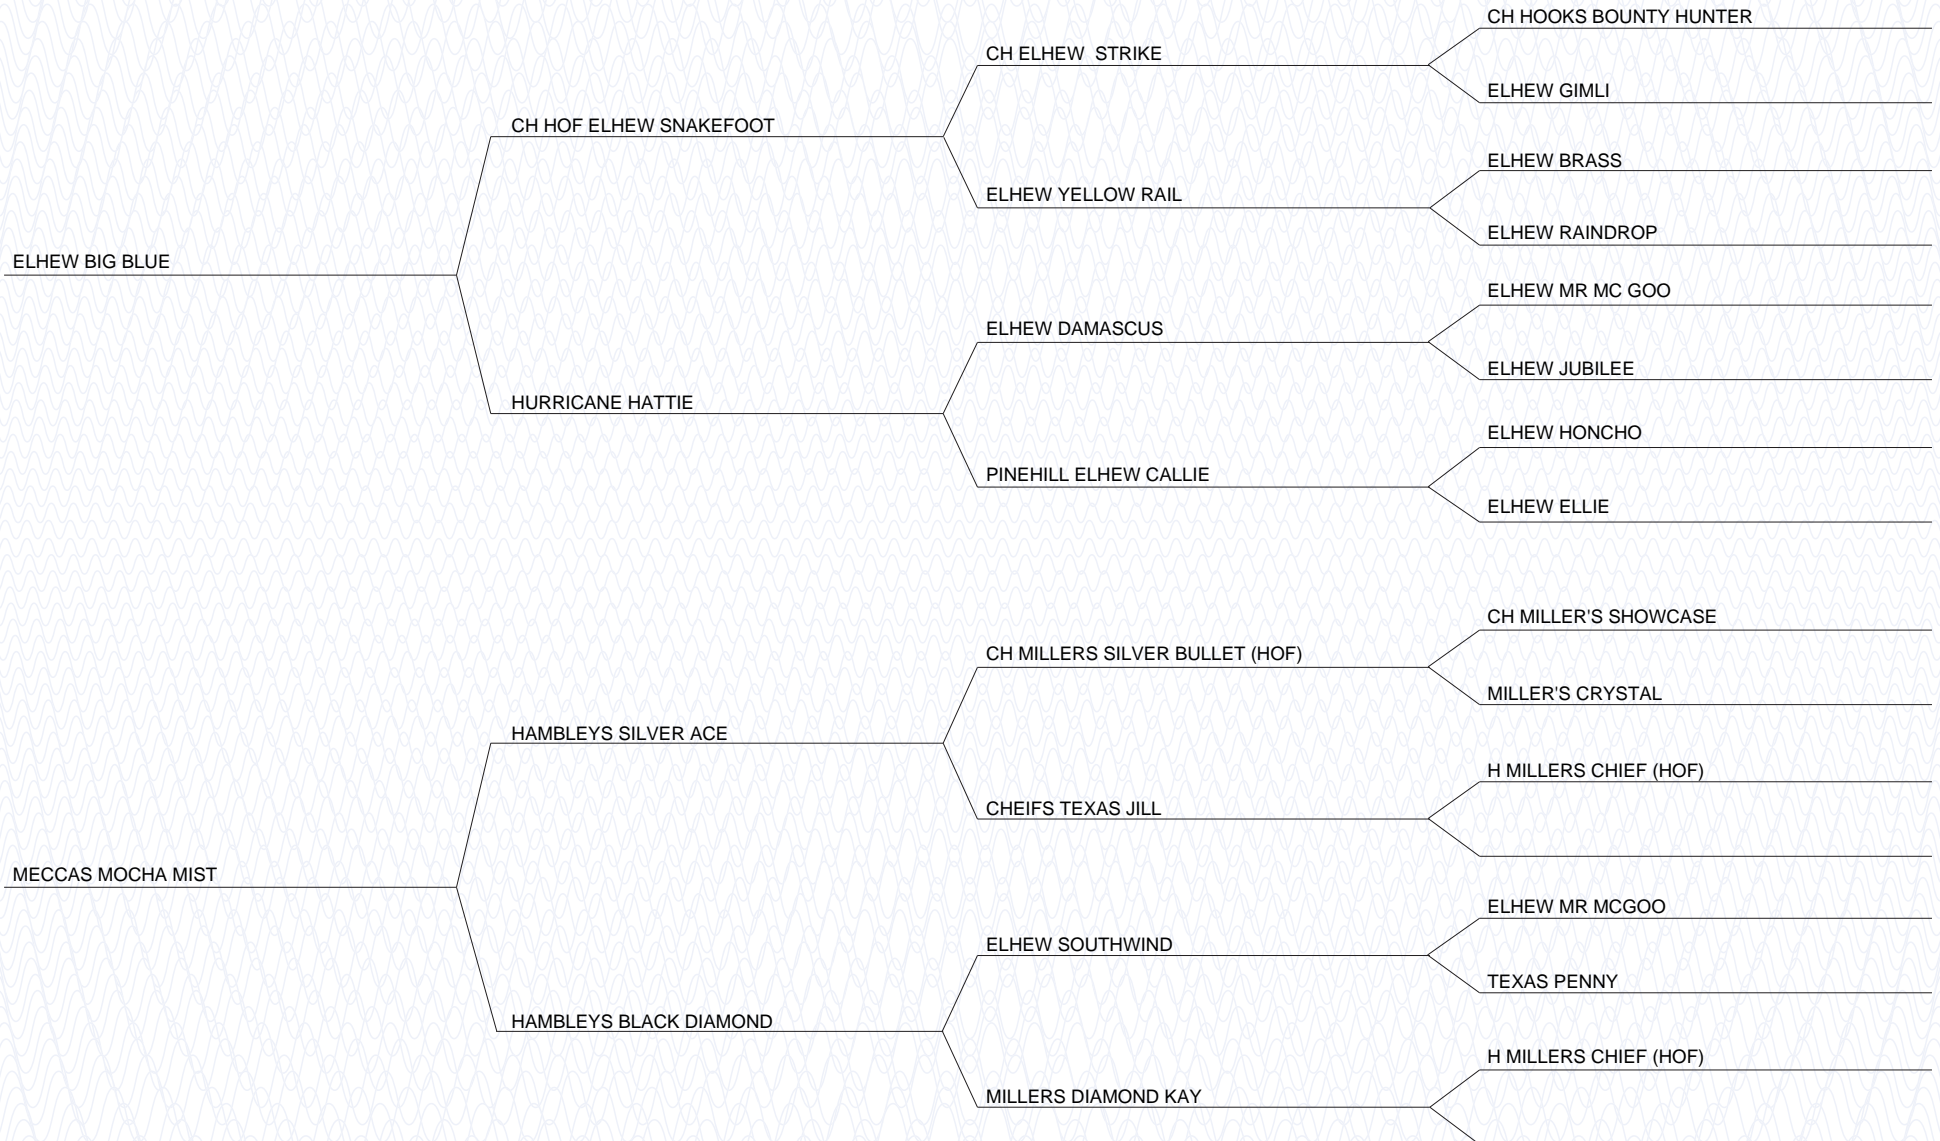 CH HOOKS BOUNTY HUNTER
CH ELHEW  STRIKE
ELHEW GIMLI
CH HOF ELHEW SNAKEFOOT
ELHEW BRASS
ELHEW YELLOW RAIL
ELHEW RAINDROP
ELHEW BIG BLUE
ELHEW MR MC GOO
ELHEW DAMASCUS
ELHEW JUBILEE
HURRICANE HATTIE
ELHEW HONCHO
PINEHILL ELHEW CALLIE
ELHEW ELLIE
CH MILLER'S SHOWCASE
CH MILLERS SILVER BULLET (HOF)
MILLER'S CRYSTAL
HAMBLEYS SILVER ACE
H MILLERS CHIEF (HOF)
CHEIFS TEXAS JILL
MECCAS MOCHA MIST
ELHEW MR MCGOO
ELHEW SOUTHWIND
TEXAS PENNY
HAMBLEYS BLACK DIAMOND
H MILLERS CHIEF (HOF)
MILLERS DIAMOND KAY